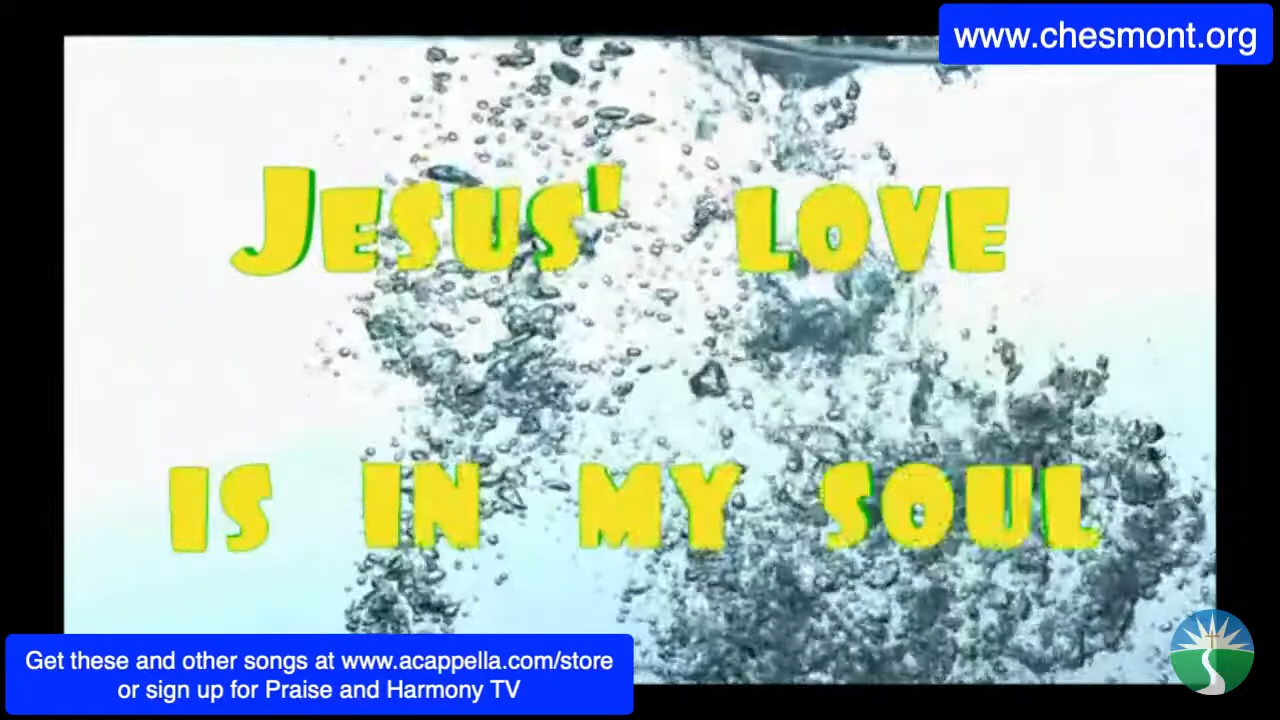 www.chesmont.org
Jesus' love
is in my soul
Get these and other songs at www.acappella.com/store
or sign up for Praise and Harmony TV